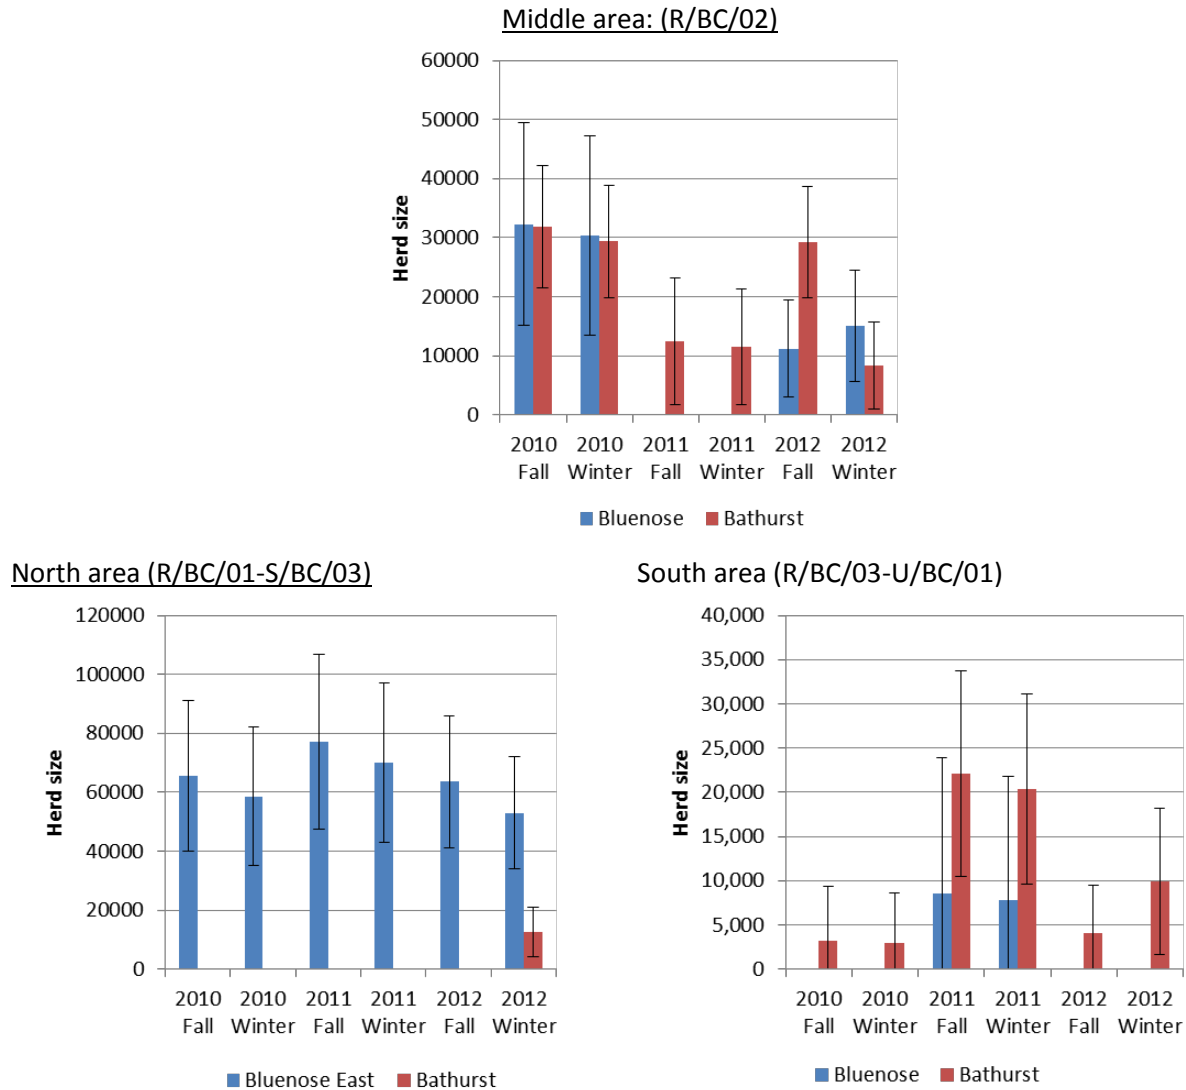 Middle area: (R/BC/02)
60000
50000
40000
30000
20000
10000
0
Herd size
2010 2010 2011 2011 2012 2012
Fall Winter Fall Winter Fall Winter
Bluenose Bathurst
North area (R/BC/01-S/BC/03)
120000
100000
80000
60000
40000
20000
0
Herd size
2010 2010 2011 2011 2012 2012
Fall Winter Fall Winter Fall Winter
Bluenose East Bathurst
South area (R/BC/03-U/BC/01)
40,000
35,000
30,000
25,000
20,000
15,000
10,000
5,000
0
Herd size
2010 2010 2011 2011 2012 2012
Fall Winter Fall Winter Fall Winter
Bluenose Bathurst